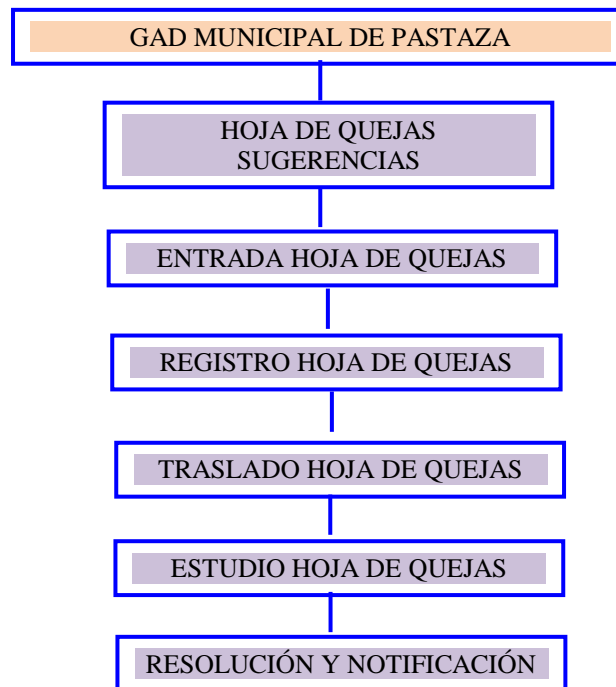 GAD MUNICIPAL DE PASTAZA
HOJA DE QUEJAS
SUGERENCIAS
ENTRADA HOJA DE QUEJAS
REGISTRO HOJA DE QUEJAS
TRASLADO HOJA DE QUEJAS
ESTUDIO HOJA DE QUEJAS
RESOLUCIÓN Y NOTIFICACIÓN